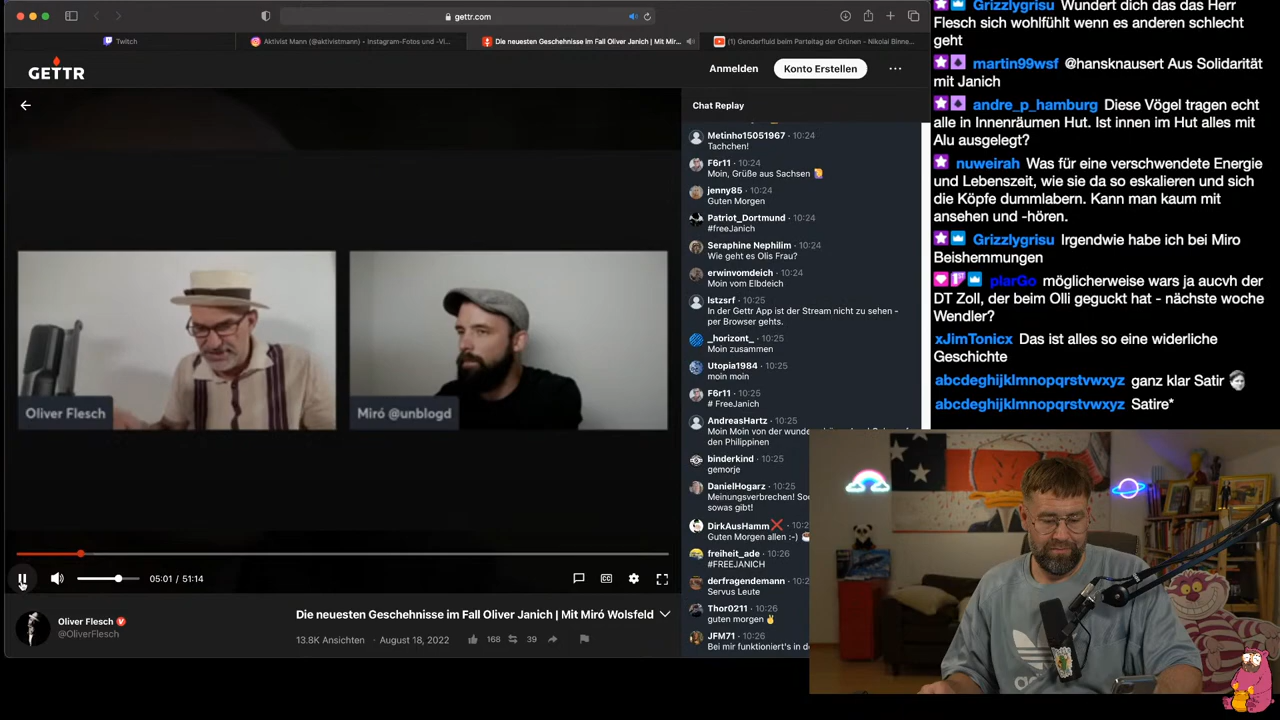 gettr.com
Twitch
Aktivist Mann (@aktivistmann) • Instagram-Fotos und -Vi...
Die neuesten Geschehnisse im Fall Oliver Janich | Mit Mir...
(1) Genderfluid beim Parteitag der Grünen - Nikolai Binne...
GETTR
Anmelden
Konto Erstellen
Chat Replay
Metinho15051967 · 10:24
Tachchen!
F6r11 · 10:24
Moin, Grüße aus Sachsen
jenny85 · 10:24
Guten Morgen
Patriot_Dortmund · 10:24
#freeJanich
Seraphine Nephilim · 10:24
Wie geht es Olis Frau?
erwinvomdeich · 10:24
Moin vom Elbdeich
lstzsrf · 10:25
In der Gettr App ist der Stream nicht zu sehen -
per Browser gehts.
_horizont_ · 10:25
Moin zusammen
Utopia1984 · 10:25
moin moin
F6r11 · 10:25
# FreeJanich
AndreasHartz · 10:25
Moin Moin von der
den Philippinen
binderkind · 10:25
gemorje
DanielHogarz · 10:25
Meinungsverbrechen!
sowas gibt!
DirkAusHamm
Guten Morgen allen :-)
freiheit_ade · 10:26
#FREEJANICH
derfragendemann
Servus Leute
Thor0211 · 10:26
guten morgen
JFM71 · 10:26
Bei mir funktioniert's in
Oliver Flesch
Miró @unblogd
05:01 / 51:14
Oliver Flesch
@OliverFlesch
Die neuesten Geschehnisse im Fall Oliver Janich | Mit Miró Wolsfeld
13.8K Ansichten · August 18, 2022
168
39
Grizzlygrisu Wundert dich das das Herr
Flesch sich wohlfühlt wenn es anderen schlecht
geht
martin99wsf @hansknausert Aus Solidarität
mit Janich
andre_p_hamburg Diese Vögel tragen echt
alle in Innenräumen Hut. Ist innen im Hut alles mit
Alu ausgelegt?
nuweirah Was für eine verschwendete Energie
und Lebenszeit, wie sie da so eskalieren und sich
die Köpfe dummlabern. Kann man kaum mit
ansehen und -hören.
Grizzlygrisu Irgendwie habe ich bei Miro
Beishemmungen
plarGo möglicherweise wars ja aucvh der
DT Zoll, der beim Olli geguckt hat - nächste woche
Wendler?
xJimTonicx Das ist alles so eine widerliche
Geschichte
abcdeghijklmnopqrstvwxyz ganz klar Satir
abcdeghijklmnopqrstvwxyz Satire*